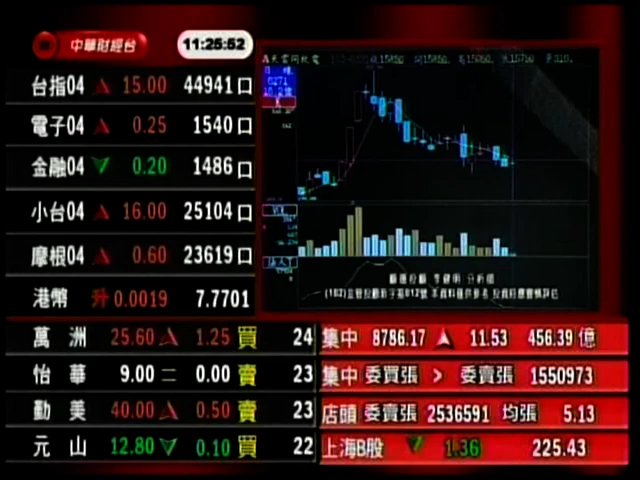 中華財經台 11:25:52
台指04 15.00 44941口
電子04 0.25 1540口
金融04 0.20 1486口
小台04 16.00 25104口
摩根04 0.60 23619口
港幣 升0.0019 7.7701
萬洲 25.60 1.25 買 24
怡華 9.00 二 0.00 賣 23
勤美 40.00 0.50 賣 23
元山 12.80 0.10 買 22
VOL
集中 8786.17 11.53 456.39億
集中 委買張 > 委賣張 1550973
店頭 委賣張 2536591 均張 5.13
上海B股 1.36 225.43